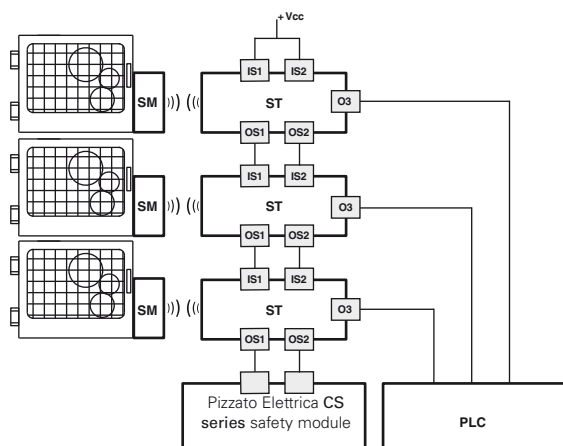 + Vcc
IS1 IS2
SM ST O3
OS1 OS2
IS1 IS2
SM ST O3
OS1 OS2
IS1 IS2
SM ST O3
OS1 OS2
Pizzato Elettrica CS
series safety module
PLC